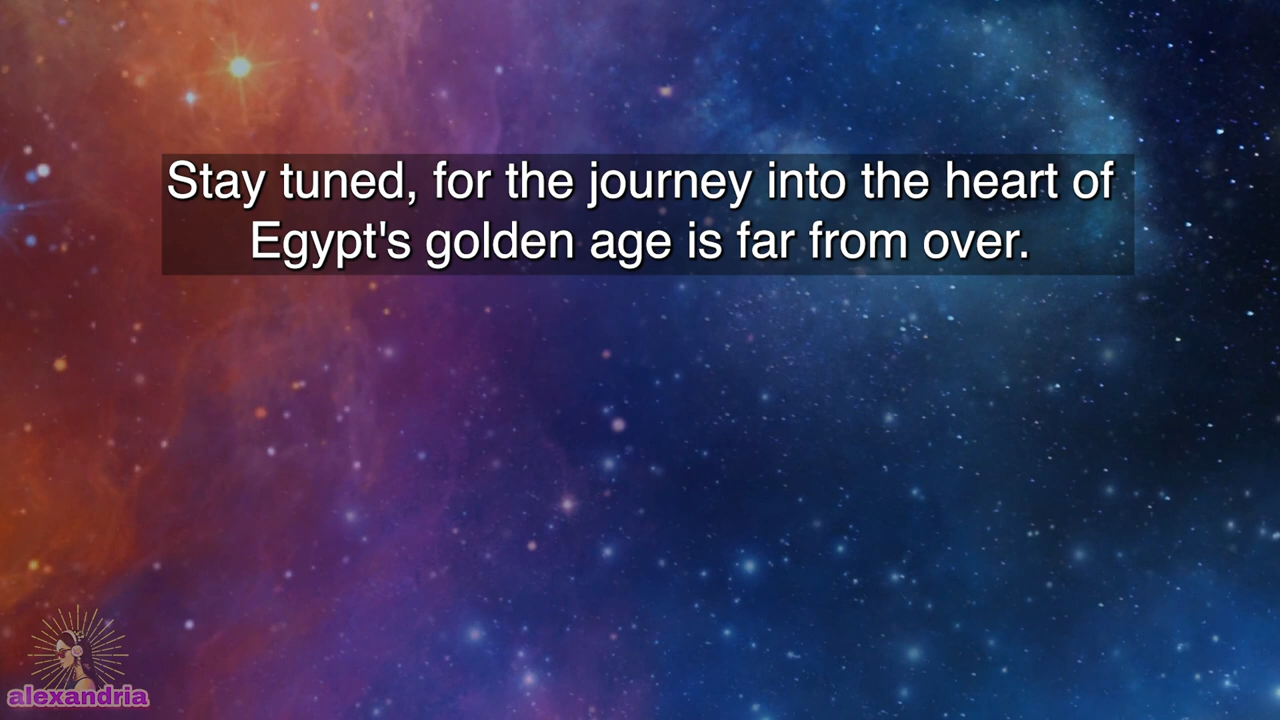 Stay tuned, for the journey into the heart of
Egypt's golden age is far from over.
alexandria